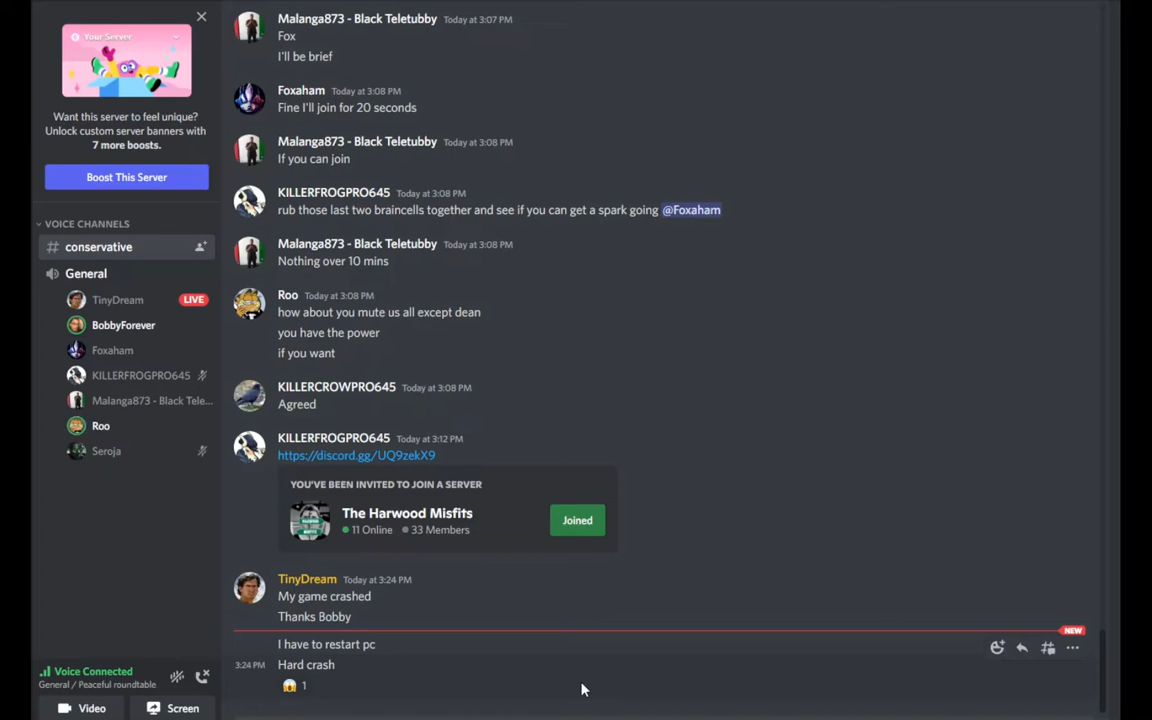 Your Server
Want this server to feel unique?
Unlock custom server banners with
7 more boosts.
Boost This Server
VOICE CHANNELS
# conservative
General
TinyDream LIVE
BobbyForever
Foxaham
KILLERFROGPRO645
Malanga873 - Black Tele...
Roo
Seroja
Voice Connected
General / Peaceful roundtable
Video Screen
Malanga873 - Black Teletubby Today at 3:07 PM
Fox
I'll be brief
Foxaham Today at 3:08 PM
Fine I'll join for 20 seconds
Malanga873 - Black Teletubby Today at 3:08 PM
If you can join
KILLERFROGPRO645 Today at 3:08 PM
rub those last two braincells together and see if you can get a spark going @Foxaham
Malanga873 - Black Teletubby Today at 3:08 PM
Nothing over 10 mins
Roo Today at 3:08 PM
how about you mute us all except dean
you have the power
if you want
KILLERCROWPRO645 Today at 3:08 PM
Agreed
KILLERFROGPRO645 Today at 3:12 PM
https://discord.gg/UQ9zekX9
YOU'VE BEEN INVITED TO JOIN A SERVER
The Harwood Misfits
11 Online 33 Members
Joined
TinyDream Today at 3:24 PM
My game crashed
Thanks Bobby
NEW
I have to restart pc
3:24 PM Hard crash
😱 1